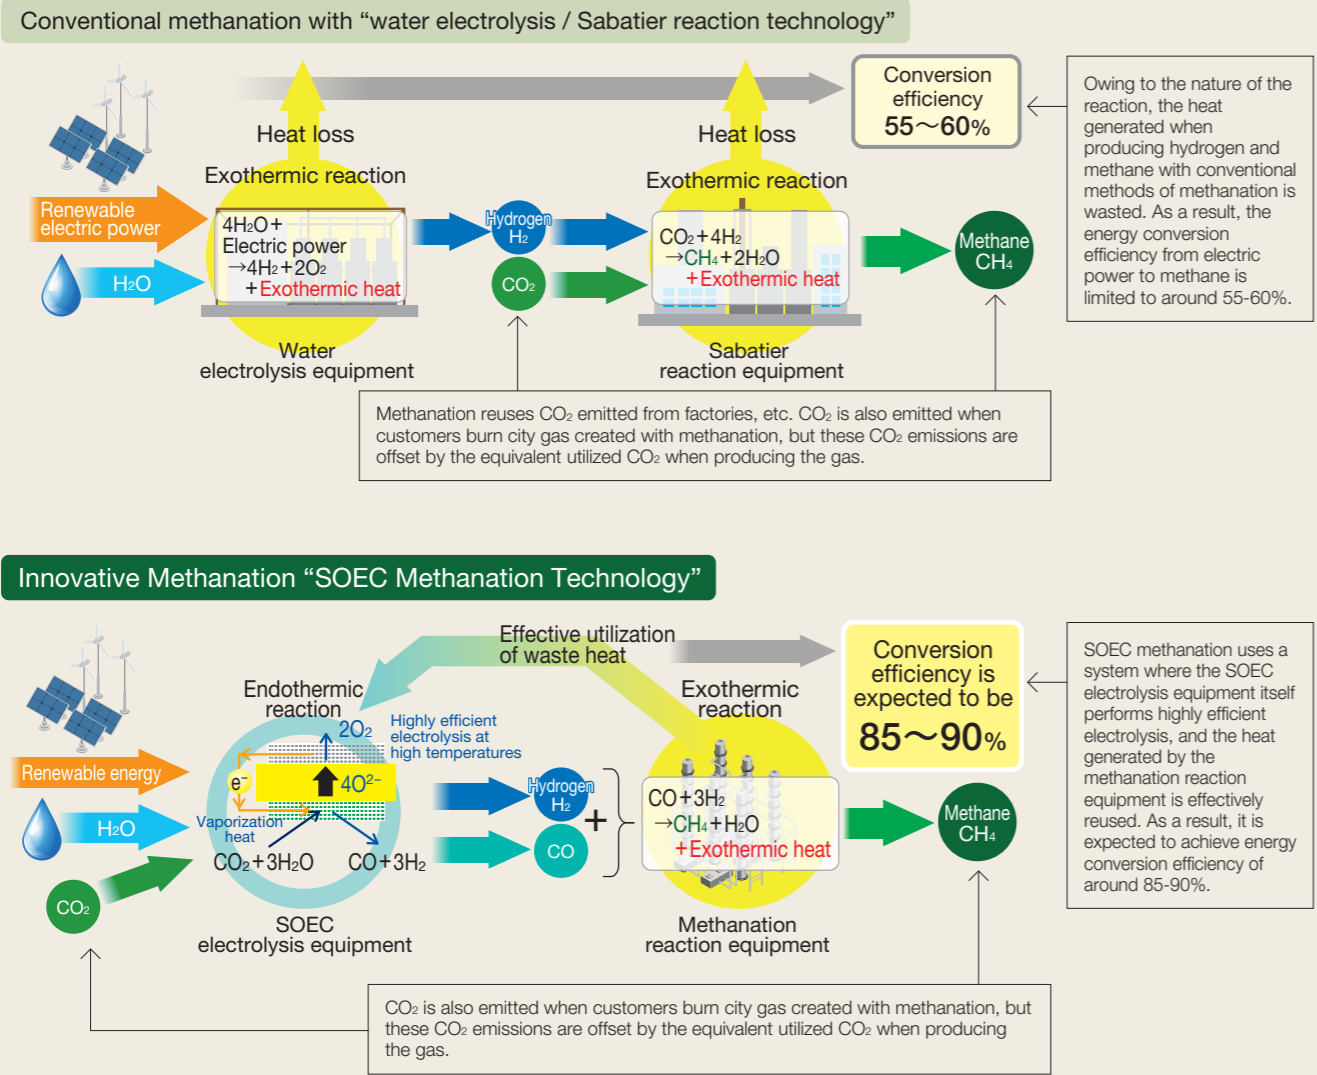 Conventional methanation with “water electrolysis / Sabatier reaction technology”
Heat loss
Exothermic reaction
Renewable
electric power
H₂O
4H₂O+
Electric power
→4H₂+2O₂
+Exothermic heat
Water
electrolysis equipment
Hydrogen
H₂
CO₂
Heat loss
Exothermic reaction
CO₂+4H₂
→CH₄+2H₂O
+Exothermic heat
Sabatier
reaction equipment
Methane
CH₄
Conversion
efficiency
55〜60%
Owing to the nature of the
reaction, the heat
generated when
producing hydrogen and
methane with conventional
methods of methanation is
wasted. As a result, the
energy conversion
efficiency from electric
power to methane is
limited to around 55-60%.
Methanation reuses CO₂ emitted from factories, etc. CO₂ is also emitted when
customers burn city gas created with methanation, but these CO₂ emissions are
offset by the equivalent utilized CO₂ when producing the gas.
Innovative Methanation “SOEC Methanation Technology”
Effective utilization
of waste heat
Renewable energy
H₂O
CO₂
Endothermic
reaction
2O₂
Highly efficient
electrolysis at
high temperatures
e⁻
4O²⁻
Vaporization
heat
CO₂+3H₂O
CO+3H₂
SOEC
electrolysis equipment
Hydrogen
H₂
+
CO
Exothermic
reaction
CO+3H₂
→CH₄+H₂O
+Exothermic heat
Methanation
reaction equipment
Methane
CH₄
Conversion
efficiency is
expected to be
85〜90%
SOEC methanation uses a
system where the SOEC
electrolysis equipment itself
performs highly efficient
electrolysis, and the heat
generated by the
methanation reaction
equipment is effectively
reused. As a result, it is
expected to achieve energy
conversion efficiency of
around 85-90%.
CO₂ is also emitted when customers burn city gas created with methanation, but
these CO₂ emissions are offset by the equivalent utilized CO₂ when producing
the gas.